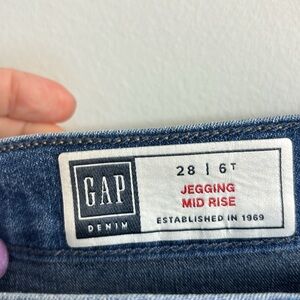 GAP
DENIM
28 | 6T
JEGGING
MID RISE
ESTABLISHED IN 1969